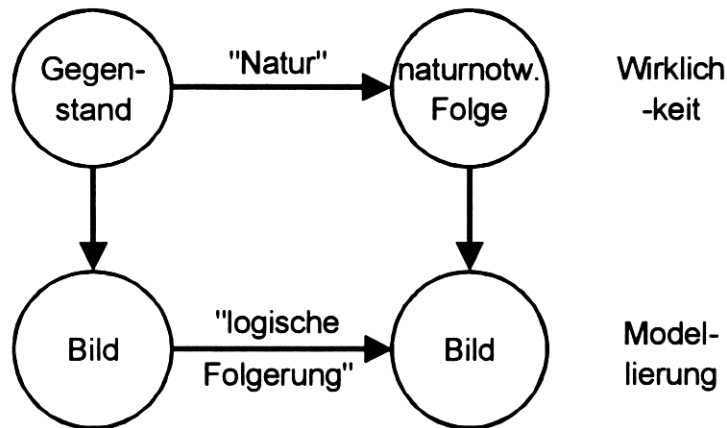 Gegen-
stand
"Natur"
naturnotw.
Folge
Wirklich
-keit
Bild
"logische
Folgerung"
Bild
Model-
lierung